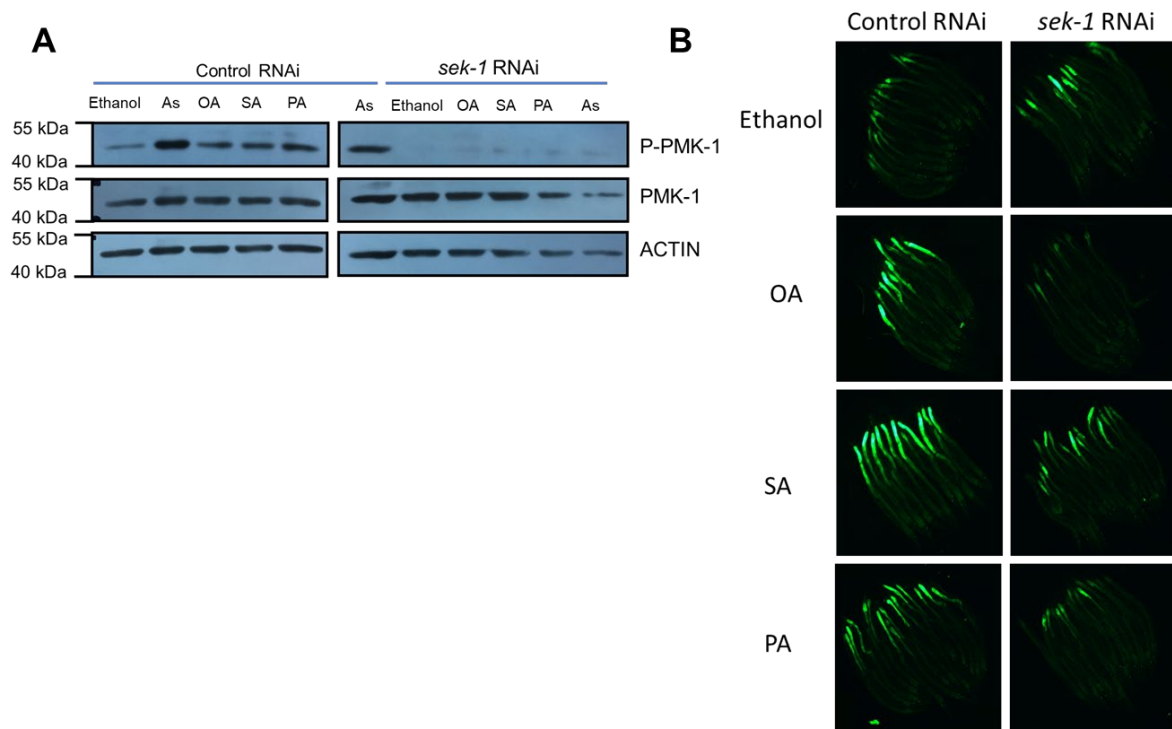 A
Control RNAi
sek-1 RNAi
Ethanol As OA SA PA
As Ethanol OA SA PA As
55 kDa
40 kDa
P-PMK-1
55 kDa
40 kDa
PMK-1
55 kDa
40 kDa
ACTIN
B
Control RNAi sek-1 RNAi
Ethanol
OA
SA
PA